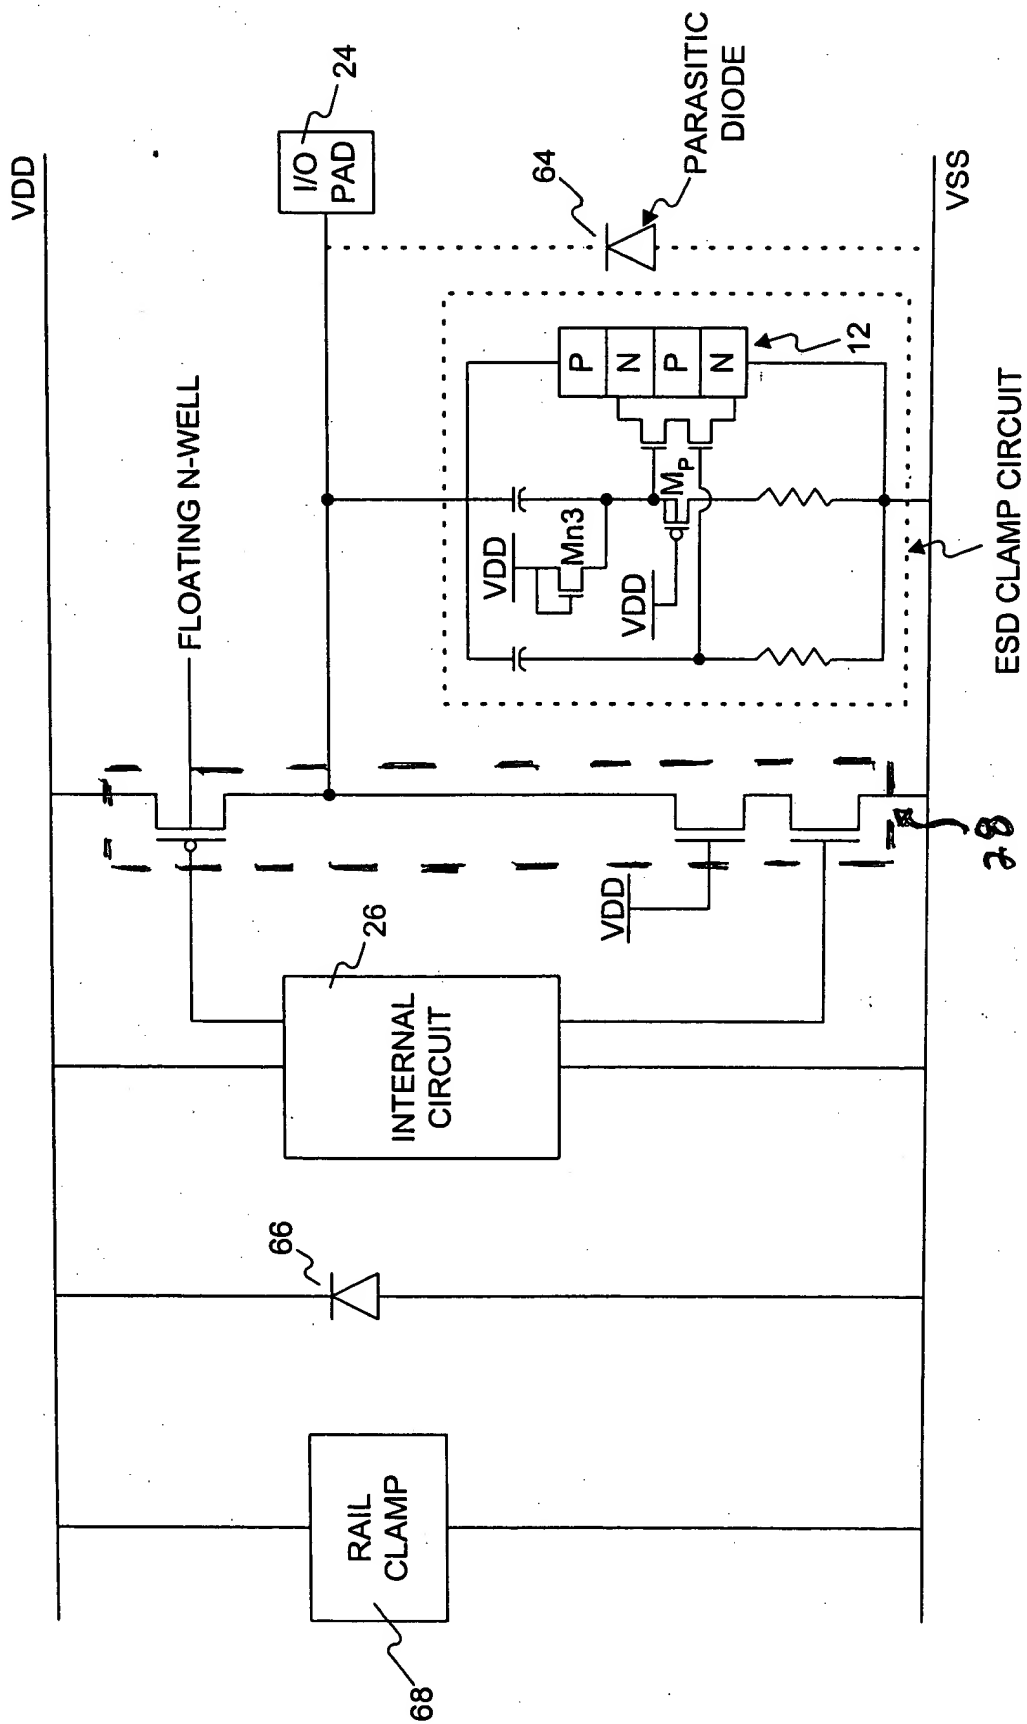 VDD
FLOATING N-WELL
I/O
PAD
24
26
INTERNAL
CIRCUIT
66
RAIL
CLAMP
68
VDD
28
VDD
Mn3
VDD
MP
P
N
P
N
12
64
PARASITIC
DIODE
VSS
ESD CLAMP CIRCUIT